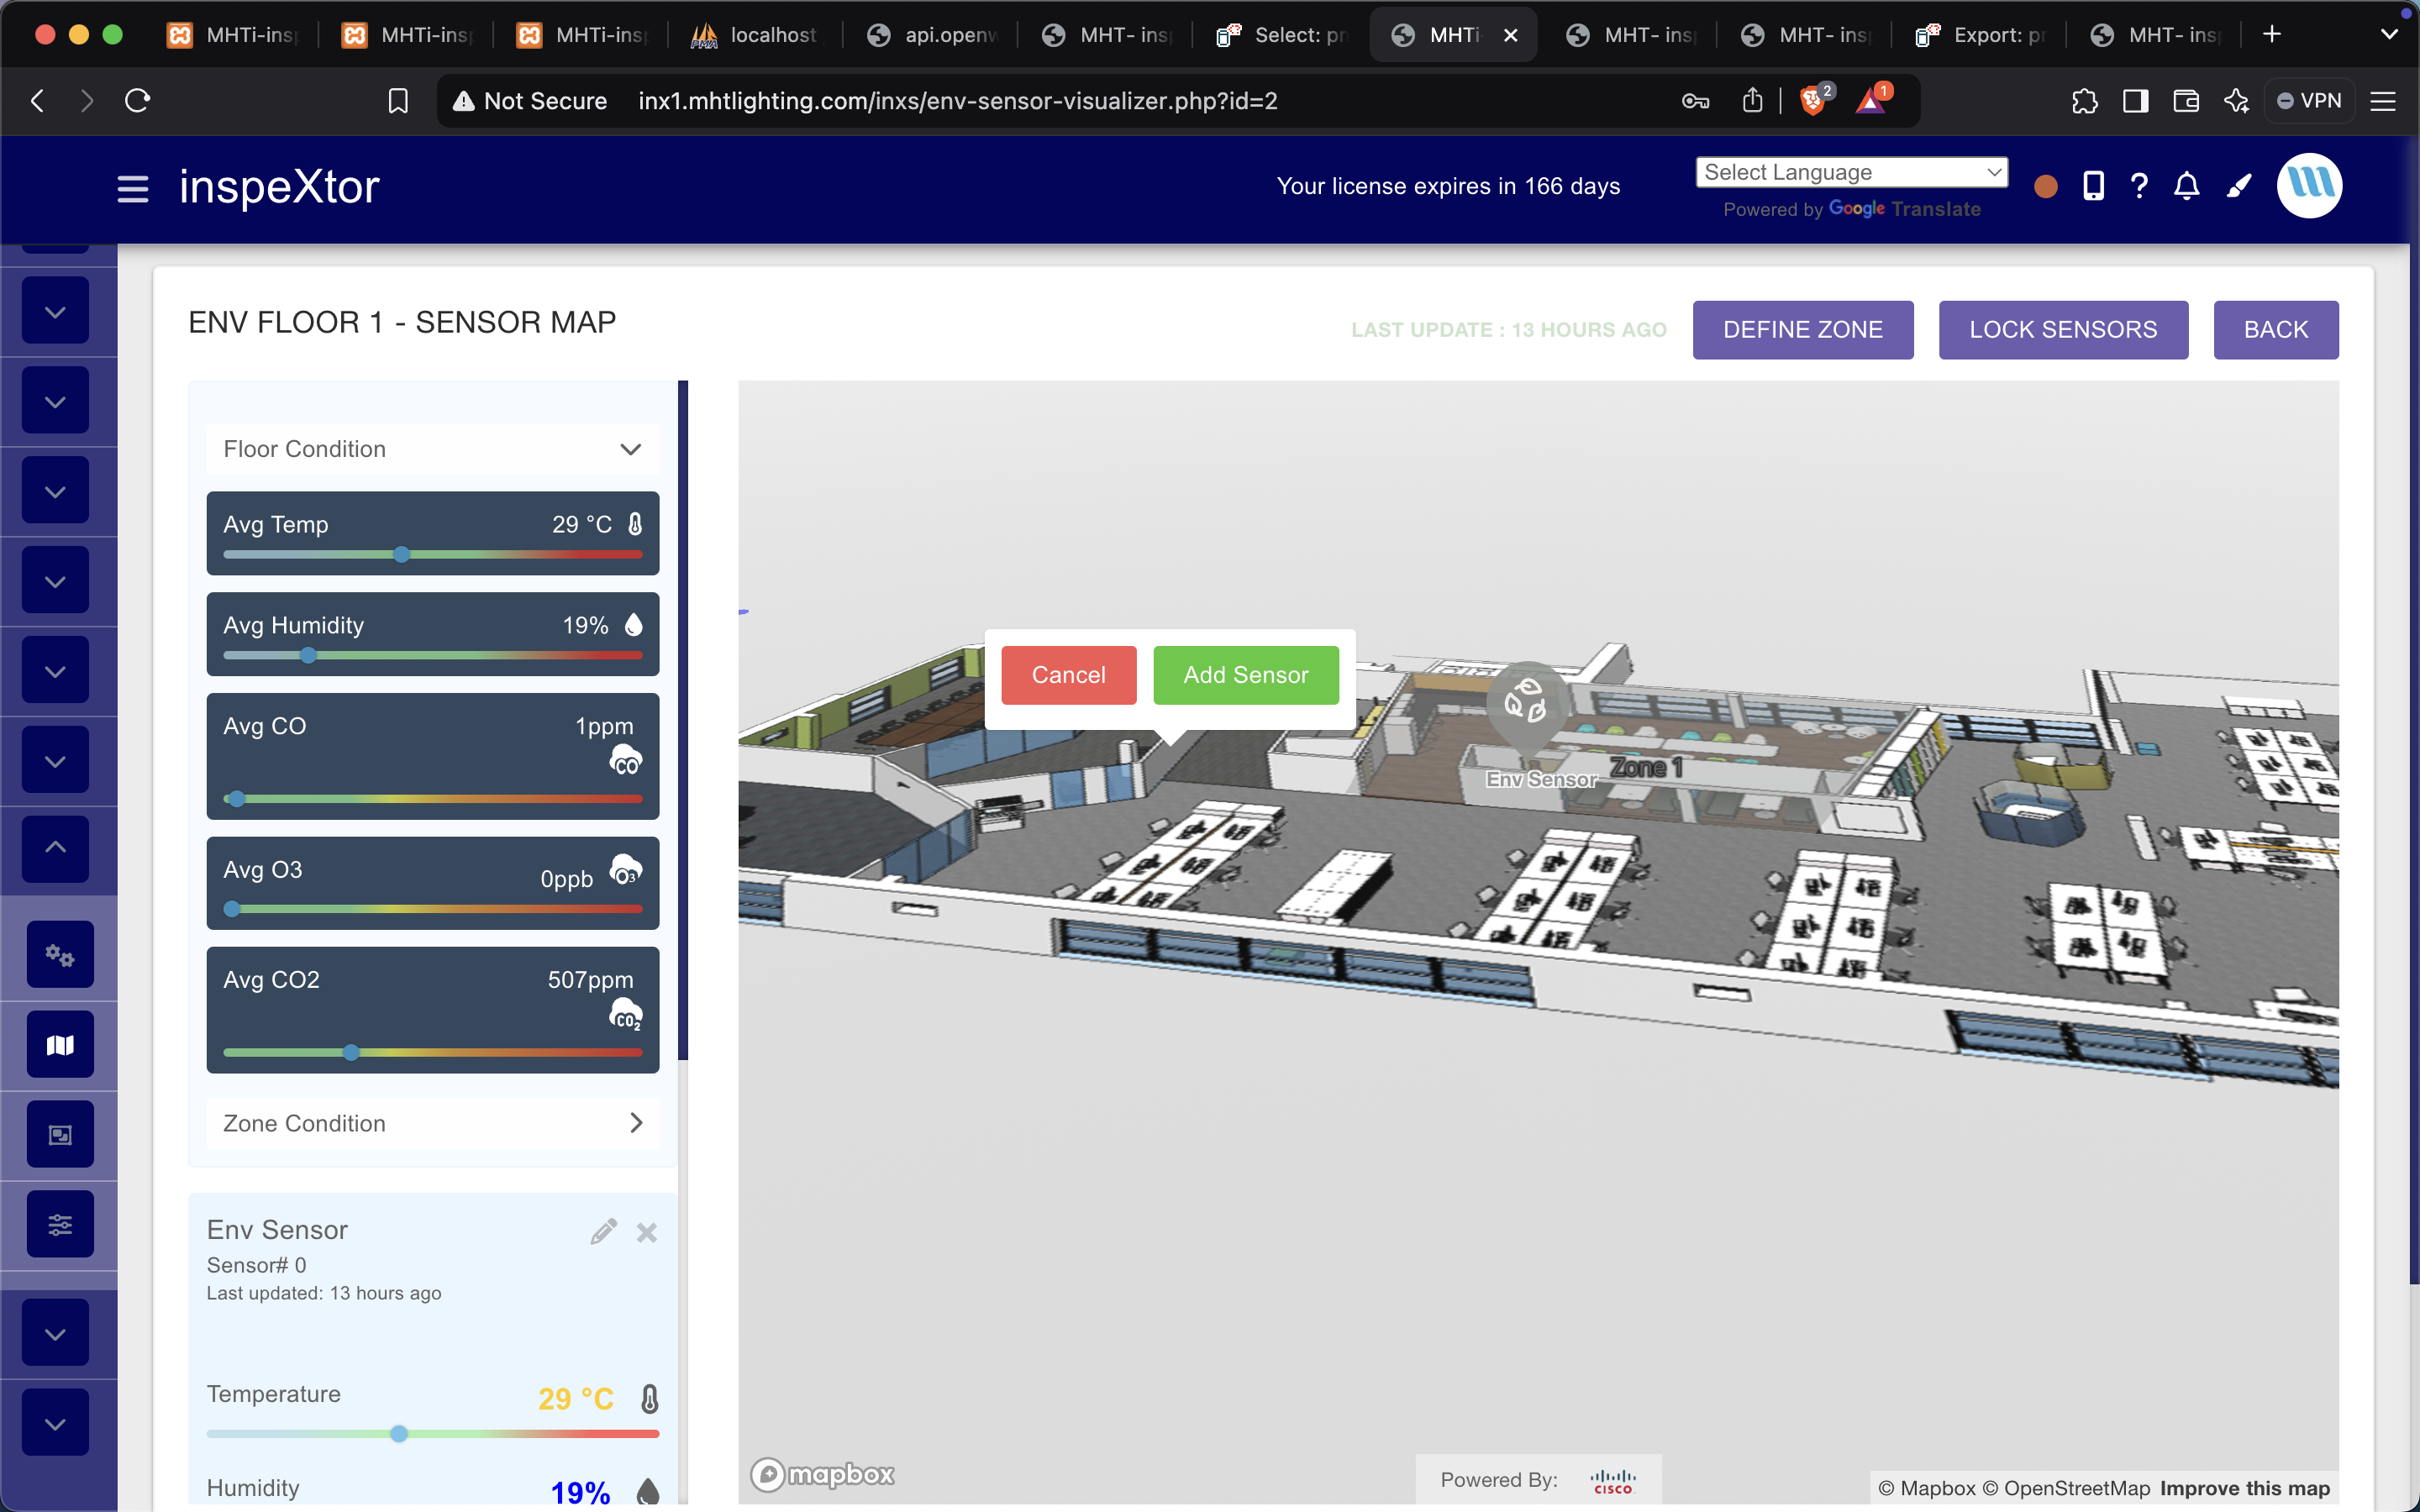 MHTi-insp
MHTi-insp
MHTi-insp
localhost
api.openw
MHT- insp
Select: pr
MHTi-
MHT- insp
MHT- insp
Export: pr
MHT- insp
Not Secure
inx1.mhtlighting.com/inxs/env-sensor-visualizer.php?id=2
2
1
VPN
inspeXtor
Your license expires in 166 days
Select Language
Powered by Google Translate
ENV FLOOR 1 - SENSOR MAP
LAST UPDATE : 13 HOURS AGO
DEFINE ZONE
LOCK SENSORS
BACK
Floor Condition
Avg Temp 29 °C
Avg Humidity 19%
Avg CO 1ppm
CO
Avg O3 0ppb
O3
Avg CO2 507ppm
CO2
Zone Condition
Env Sensor
Sensor# 0
Last updated: 13 hours ago
Temperature 29 °C
Humidity 19%
Cancel
Add Sensor
Env Sensor
Zone 1
mapbox
Powered By: CISCO
© Mapbox © OpenStreetMap Improve this map